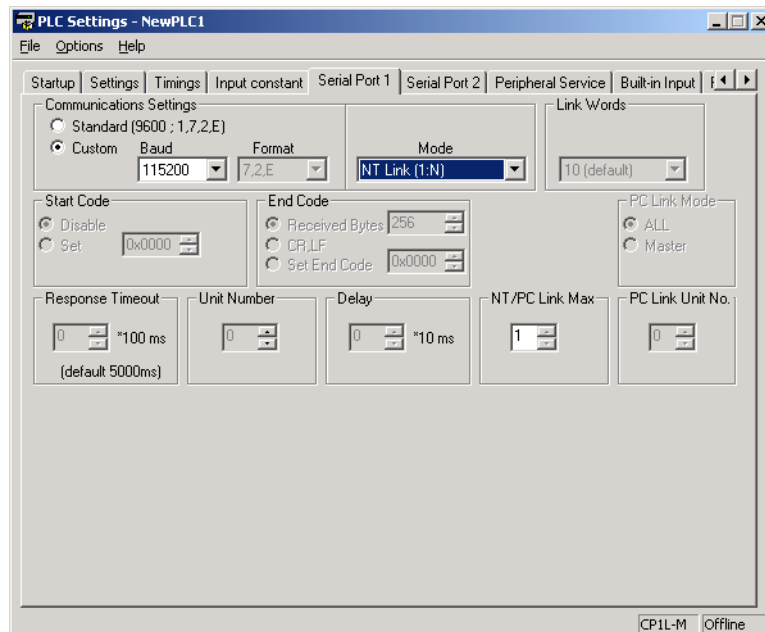 PLC Settings - NewPLC1
File Options Help
Startup Settings Timings Input constant Serial Port 1 Serial Port 2 Peripheral Service Built-in Input
Communications Settings Link Words
Standard (9600 ; 1,7,2,E)
Custom Baud Format Mode
115200 7,2,E NT Link (1:N) 10 (default)
Start Code End Code PC Link Mode
Disable Received Bytes 256 ALL
Set 0x0000 CR,LF Master
Set End Code 0x0000
Response Timeout Unit Number Delay NT/PC Link Max PC Link Unit No.
0 *100 ms 0 0 *10 ms 1 0
(default 5000ms)
CP1L-M Offline